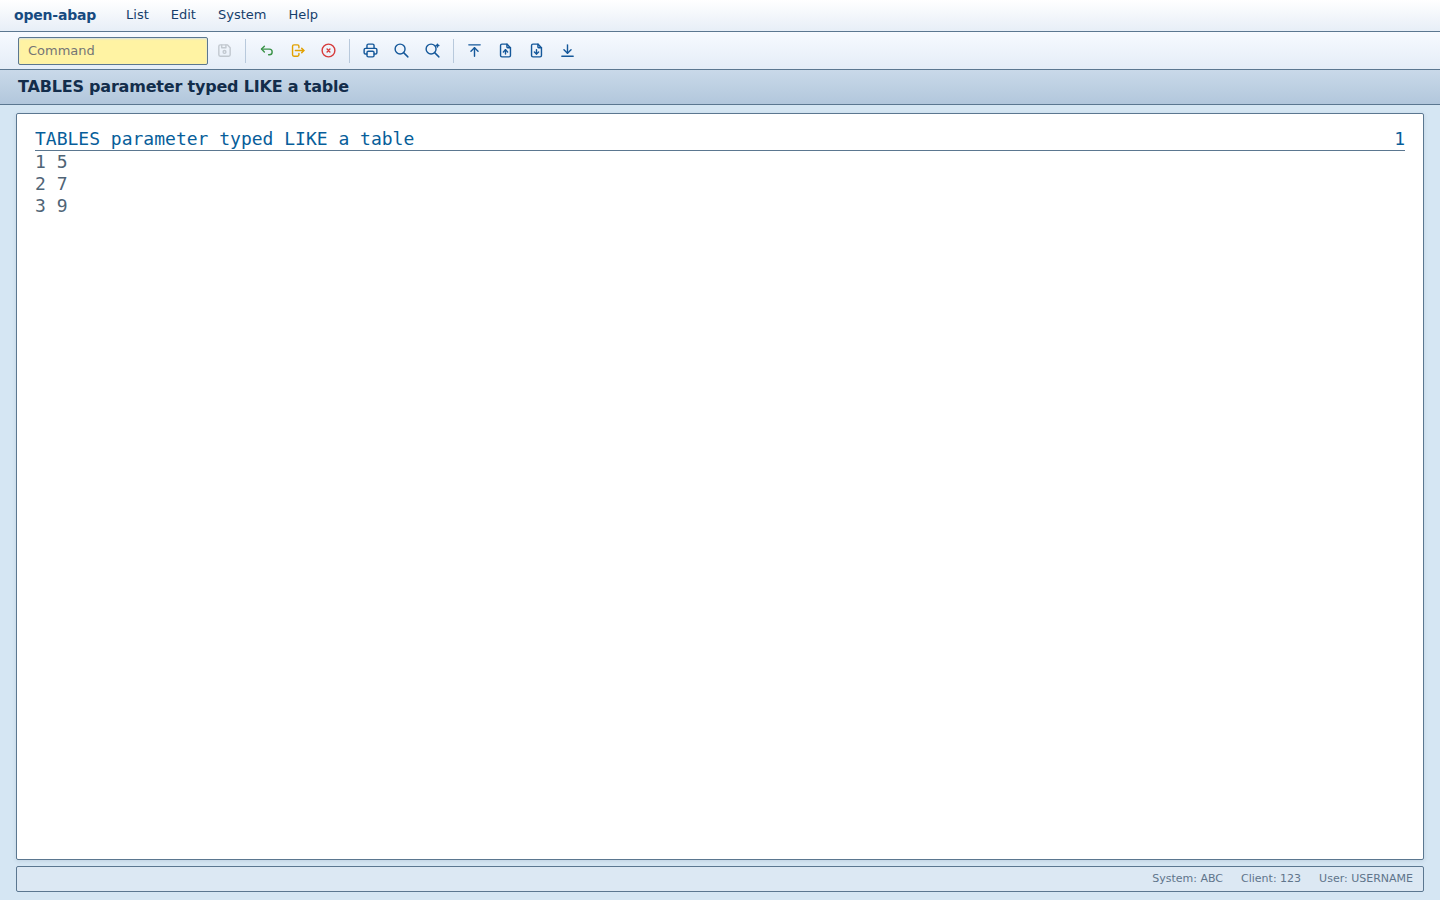 open-abap List Edit System Help
Command
TABLES parameter typed LIKE a table
TABLES parameter typed LIKE a table 1
1 5
2 7
3 9
System: ABC Client: 123 User: USERNAME